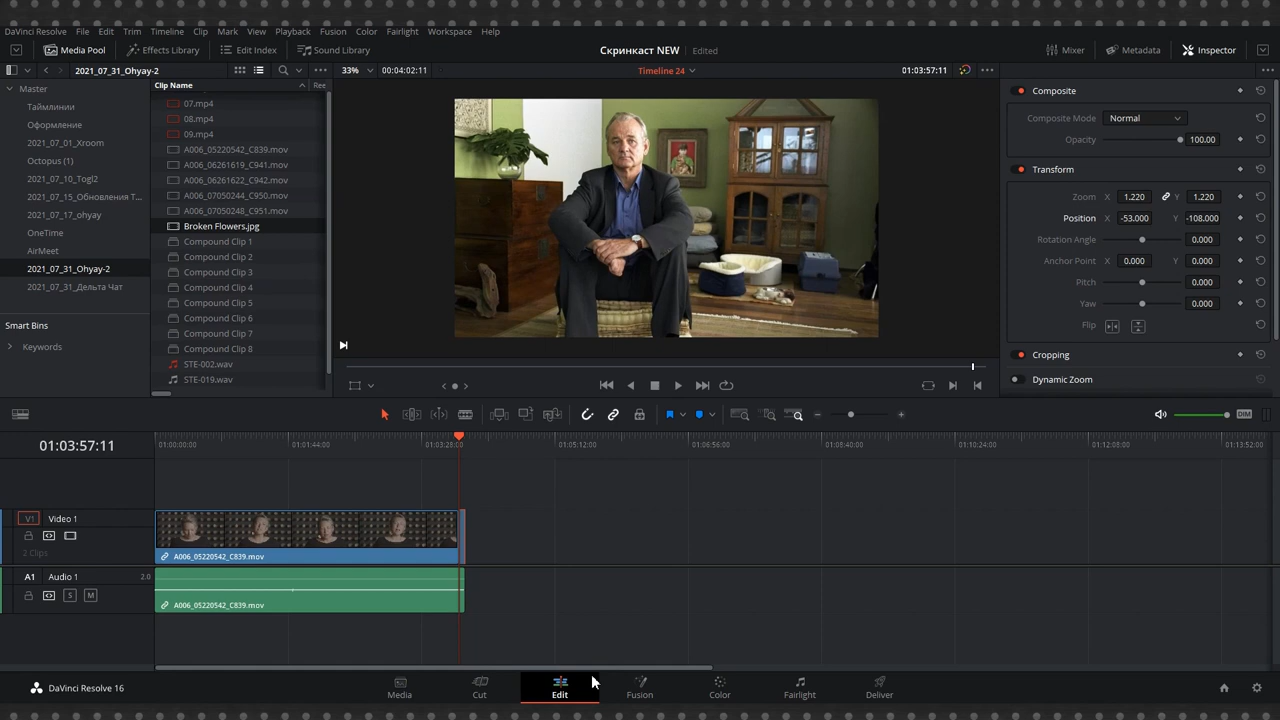 DaVinci Resolve File Edit Trim Timeline Clip Mark View Playback Fusion Color Fairlight Workspace Help
Media Pool Effects Library Edit Index Sound Library Скринкаст NEW Edited Mixer Metadata Inspector
2021_07_31_Ohyay-2 33% 00:04:02:11 Timeline 24 01:03:57:11
Clip Name Rec
Master
Таймлинии
Оформление
2021_07_01_Xroom
Octopus (1)
2021_07_10_Togl2
2021_07_15_Обновления Т...
2021_07_17_ohyay
OneTime
AirMeet
2021_07_31_Ohyay-2
2021_07_31_Дельта Чат
Smart Bins
Keywords
07.mp4
08.mp4
09.mp4
A006_05220542_C839.mov
A006_06261619_C941.mov
A006_06261622_C942.mov
A006_07050244_C950.mov
A006_07050248_C951.mov
Broken Flowers.jpg
Compound Clip 1
Compound Clip 2
Compound Clip 3
Compound Clip 4
Compound Clip 5
Compound Clip 6
Compound Clip 7
Compound Clip 8
STE-002.wav
STE-019.wav
Composite
Composite Mode Normal
Opacity 100.00
Transform
Zoom X 1.220 Y 1.220
Position X -53.000 Y -108.000
Rotation Angle 0.000
Anchor Point X 0.000 Y 0.000
Pitch 0.000
Yaw 0.000
Flip
Cropping
Dynamic Zoom
DIM
01:03:57:11 01:00:00:00 01:01:44:00 01:03:28:00 01:05:12:00 01:06:56:00 01:08:40:00 01:10:24:00 01:12:08:00 01:13:52:00
V1 Video 1
2 Clips
A006_05220542_C839.mov
A1 Audio 1 2.0
S M
A006_05220542_C839.mov
DaVinci Resolve 16 Media Cut Edit Fusion Color Fairlight Deliver